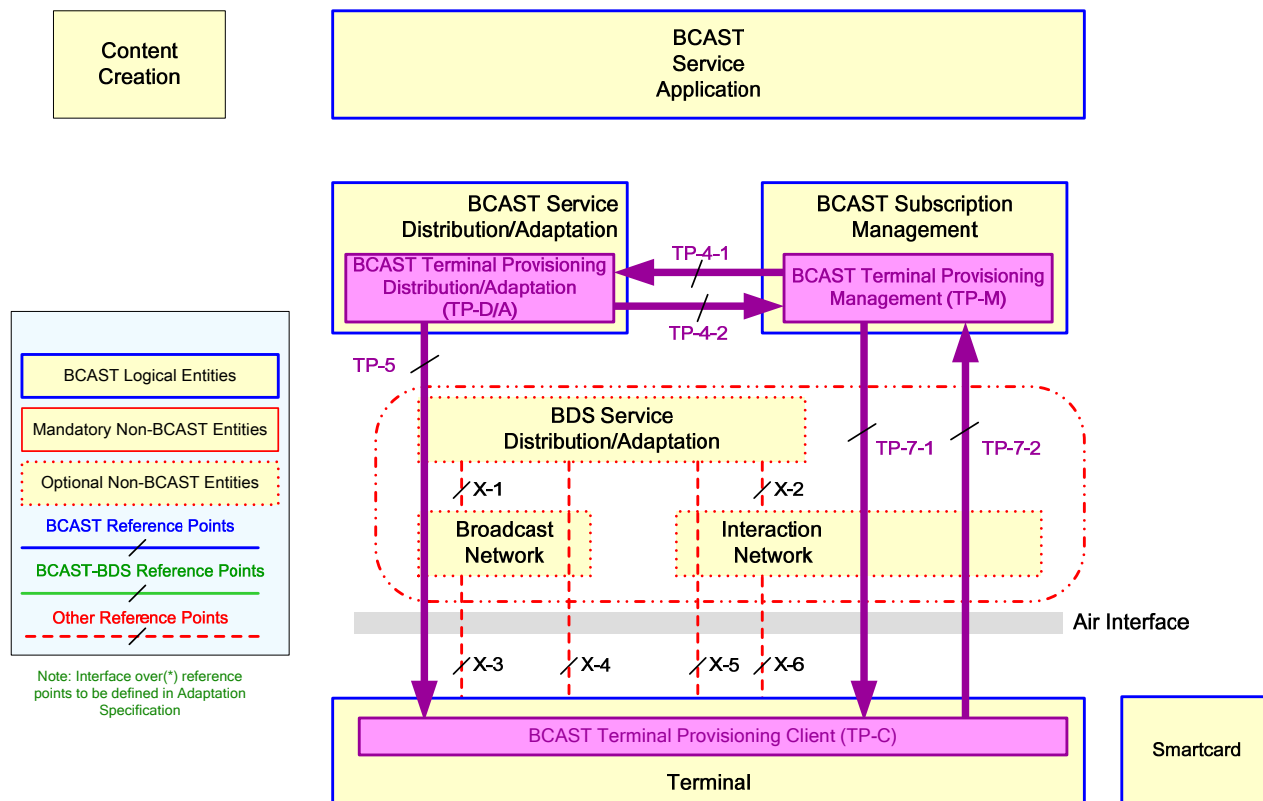 Content
Creation
BCAST
Service
Application
BCAST Service
Distribution/Adaptation
BCAST Terminal Provisioning
Distribution/Adaptation
(TP-D/A)
TP-4-1
TP-4-2
BCAST Subscription
Management
BCAST Terminal Provisioning
Management (TP-M)
TP-5
BCAST Logical Entities
Mandatory Non-BCAST Entities
Optional Non-BCAST Entities
BCAST Reference Points
BCAST-BDS Reference Points
Other Reference Points
Note: Interface over(*) reference
points to be defined in Adaptation
Specification
BDS Service
Distribution/Adaptation
TP-7-1
TP-7-2
X-1
X-2
Broadcast
Network
Interaction
Network
Air Interface
X-3
X-4
X-5
X-6
BCAST Terminal Provisioning Client (TP-C)
Terminal
Smartcard